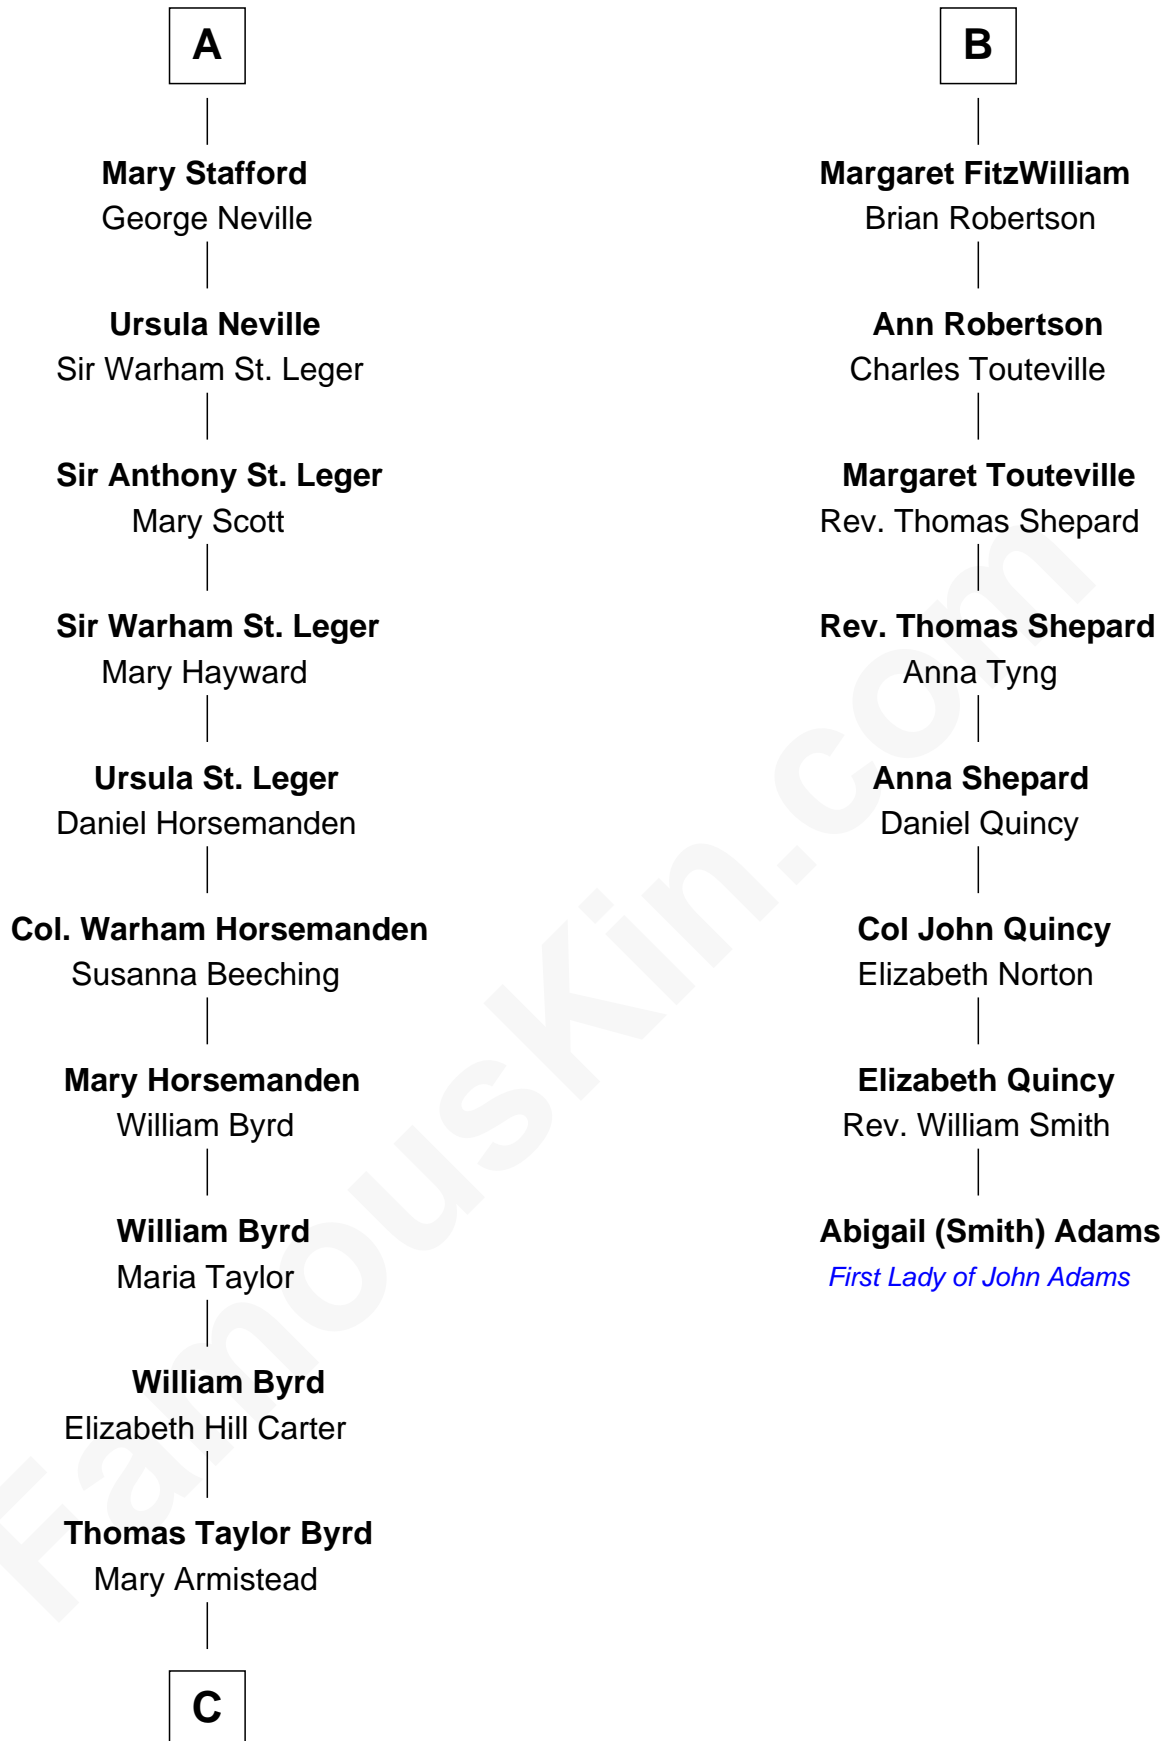 A
Mary Stafford
George Neville
Ursula Neville
Sir Warham St. Leger
Sir Anthony St. Leger
Mary Scott
Sir Warham St. Leger
Mary Hayward
Ursula St. Leger
Daniel Horsemanden
Col. Warham Horsemanden
Susanna Beeching
Mary Horsemanden
William Byrd
William Byrd
Maria Taylor
William Byrd
Elizabeth Hill Carter
Thomas Taylor Byrd
Mary Armistead
C
B
Margaret FitzWilliam
Brian Robertson
Ann Robertson
Charles Touteville
Margaret Touteville
Rev. Thomas Shepard
Rev. Thomas Shepard
Anna Tyng
Anna Shepard
Daniel Quincy
Col John Quincy
Elizabeth Norton
Elizabeth Quincy
Rev. William Smith
Abigail (Smith) Adams
First Lady of John Adams
FamousKin.com